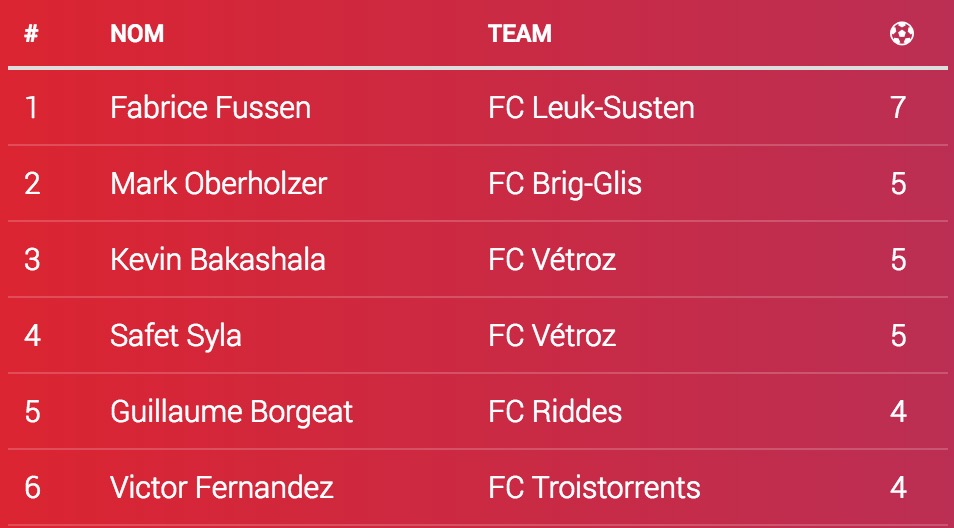 # NOM TEAM
1 Fabrice Fussen FC Leuk-Susten 7
2 Mark Oberholzer FC Brig-Glis 5
3 Kevin Bakashala FC Vétroz 5
4 Safet Syla FC Vétroz 5
5 Guillaume Borgeat FC Riddes 4
6 Victor Fernandez FC Troistorrents 4